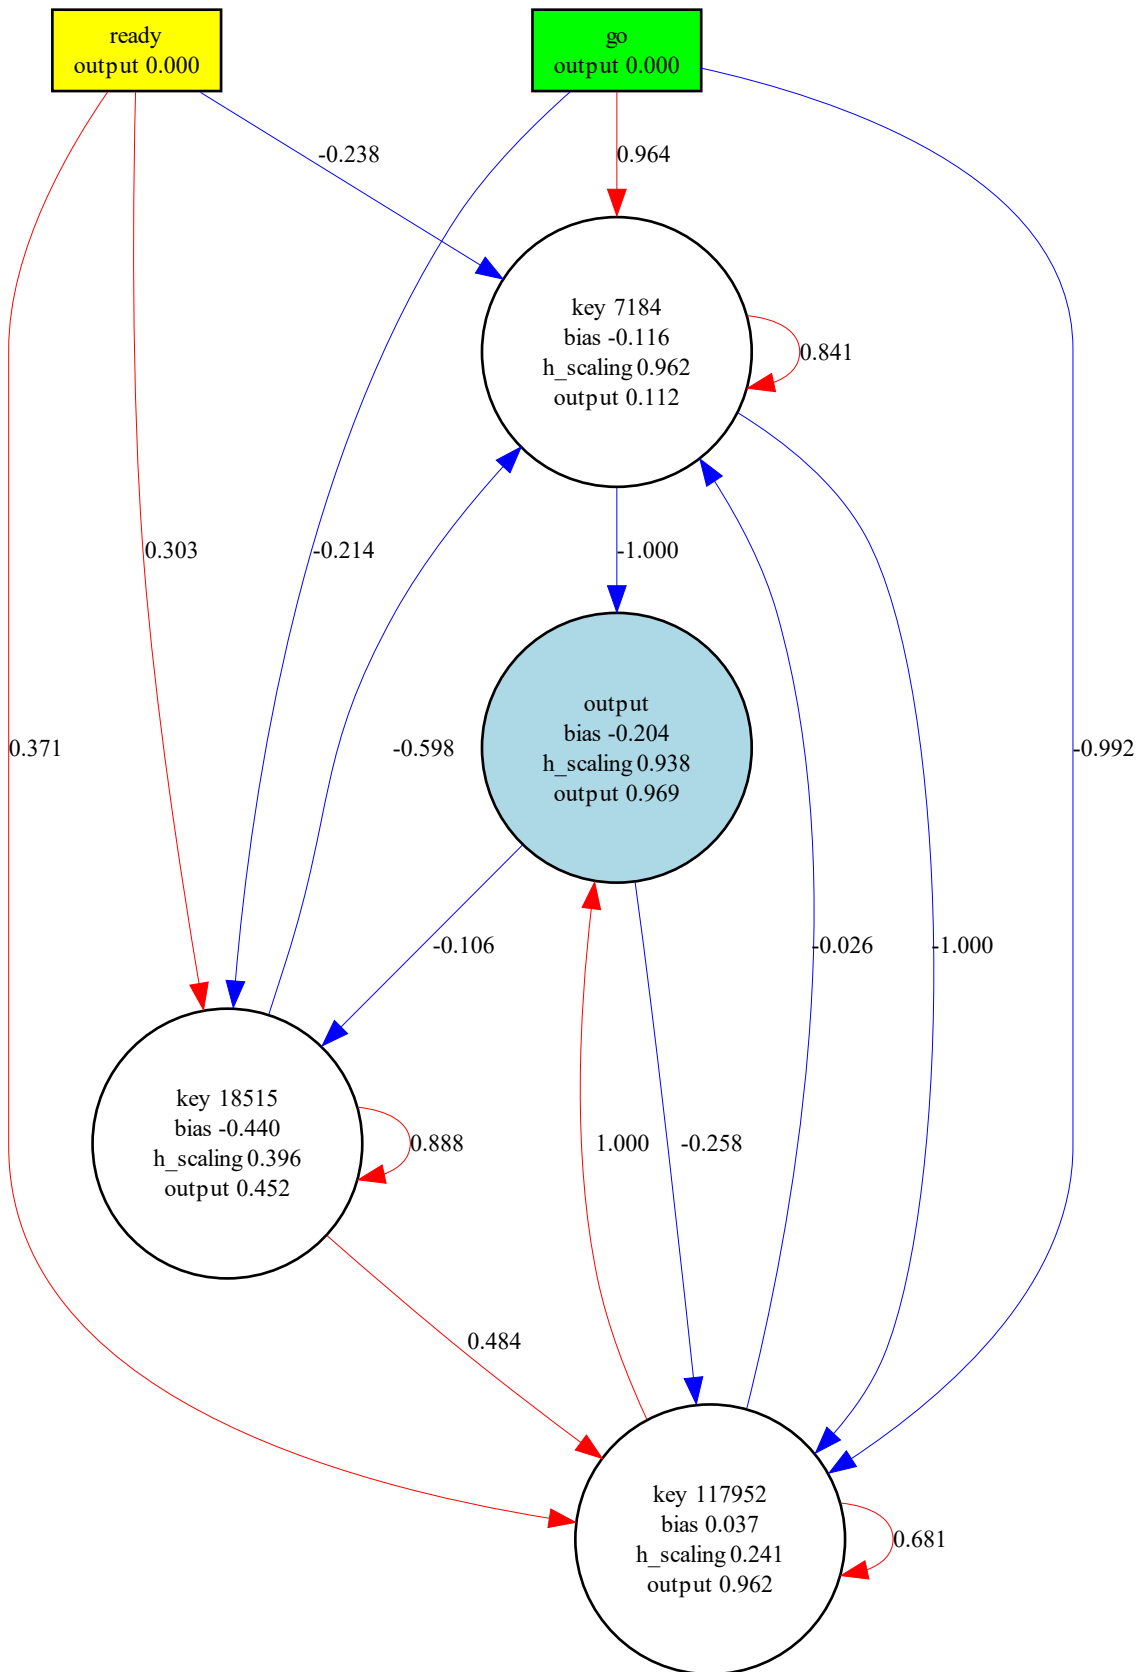 ready
output 0.000
go
output 0.000
-0.238
0.964
key 7184
bias -0.116
h_scaling 0.962
output 0.112
0.841
0.303
-0.214
-1.000
output
bias -0.204
h_scaling 0.938
output 0.969
0.371
-0.598
-0.992
-0.106
-0.026
-1.000
key 18515
bias -0.440
h_scaling 0.396
output 0.452
0.888
1.000
-0.258
0.484
key 117952
bias 0.037
h_scaling 0.241
output 0.962
0.681